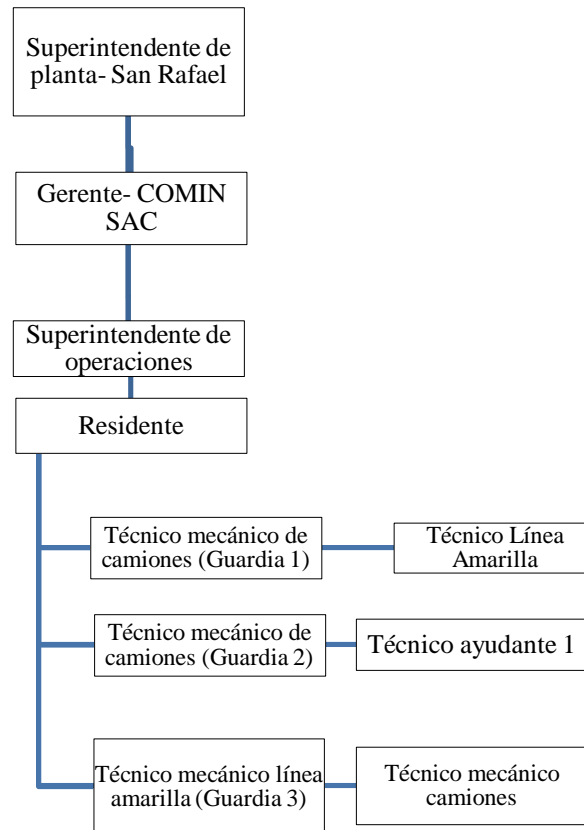 Superintendente de
planta- San Rafael
Gerente- COMIN
SAC
Superintendente de
operaciones
Residente
Técnico mecánico de
camiones (Guardia 1)
Técnico Línea
Amarilla
Técnico mecánico de
camiones (Guardia 2)
Técnico ayudante 1
Técnico mecánico línea
amarilla (Guardia 3)
Técnico mecánico
camiones